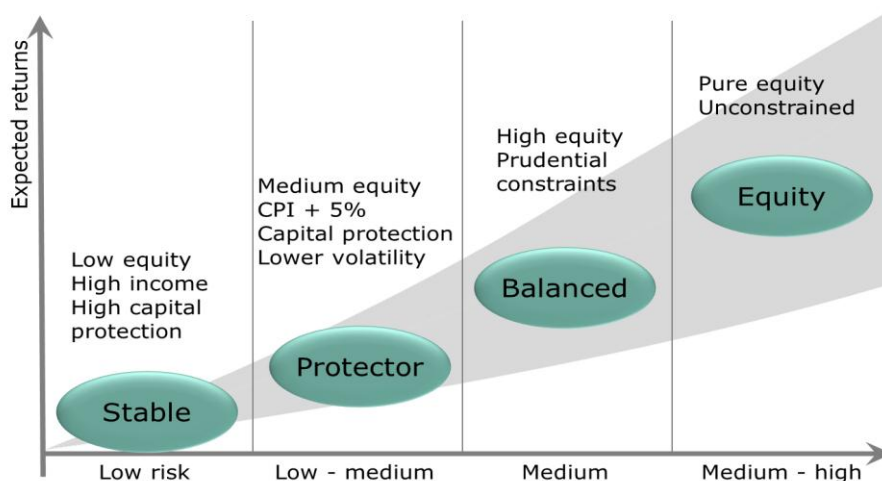 Expected returns
Pure equity
Unconstrained
High equity
Prudential
constraints
Medium equity
CPI + 5%
Capital protection
Lower volatility
Low equity
High income
High capital
protection
Equity
Balanced
Protector
Stable
Low risk
Low - medium
Medium
Medium - high